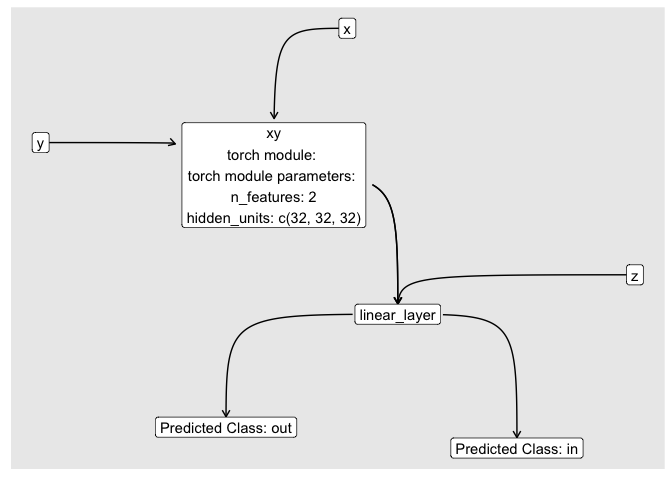 x
y
xy
torch module:
torch module parameters:
n_features: 2
hidden_units: c(32, 32, 32)
z
linear_layer
Predicted Class: out
Predicted Class: in